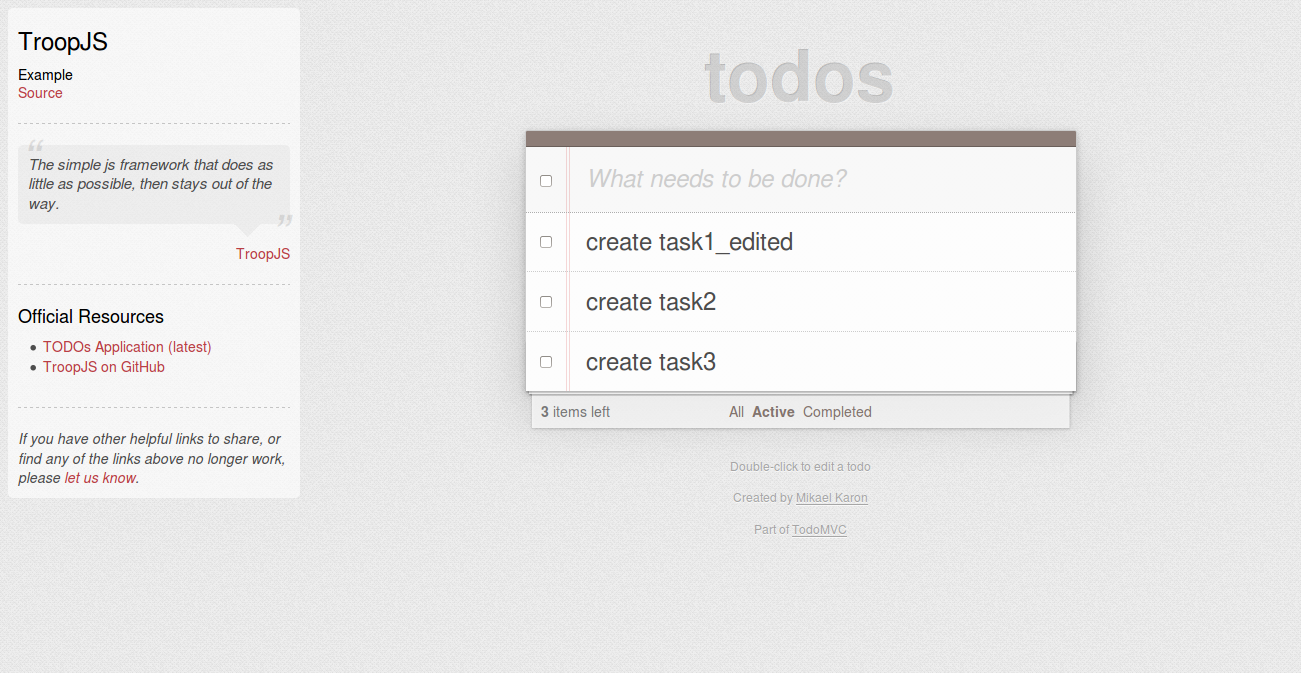 TroopJS
Example
Source
“
The simple js framework that does as
little as possible, then stays out of the
way.
”
TroopJS
Official Resources
• TODOs Application (latest)
• TroopJS on GitHub
If you have other helpful links to share, or
find any of the links above no longer work,
please let us know.
todos
What needs to be done?
create task1_edited
create task2
create task3
3 items left All Active Completed
Double-click to edit a todo
Created by Mikael Karon
Part of TodoMVC